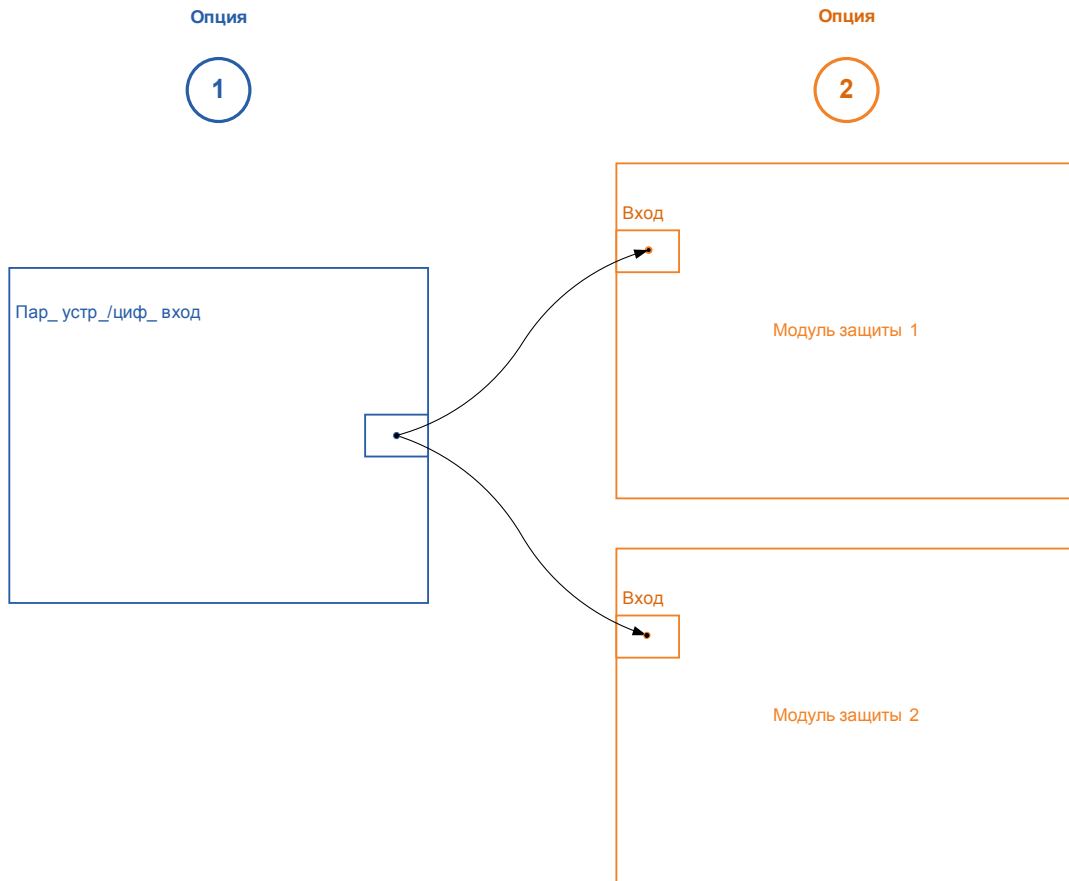 Опция
1
Опция
2
Пар_ устр_/циф_ вход
Вход
Модуль защиты 1
Вход
Модуль защиты 2